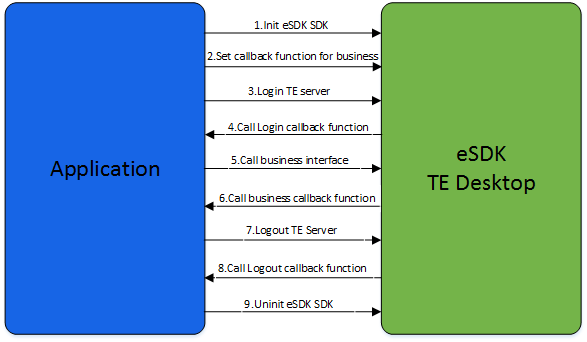 1.Init eSDK SDK
2.Set callback function for business
3.Login TE server
4.Call Login callback function
Application
5.Call business interface
eSDK
TE Desktop
6.Call business callback function
7.Logout TE Server
8.Call Logout callback function
9.Uninit eSDK SDK